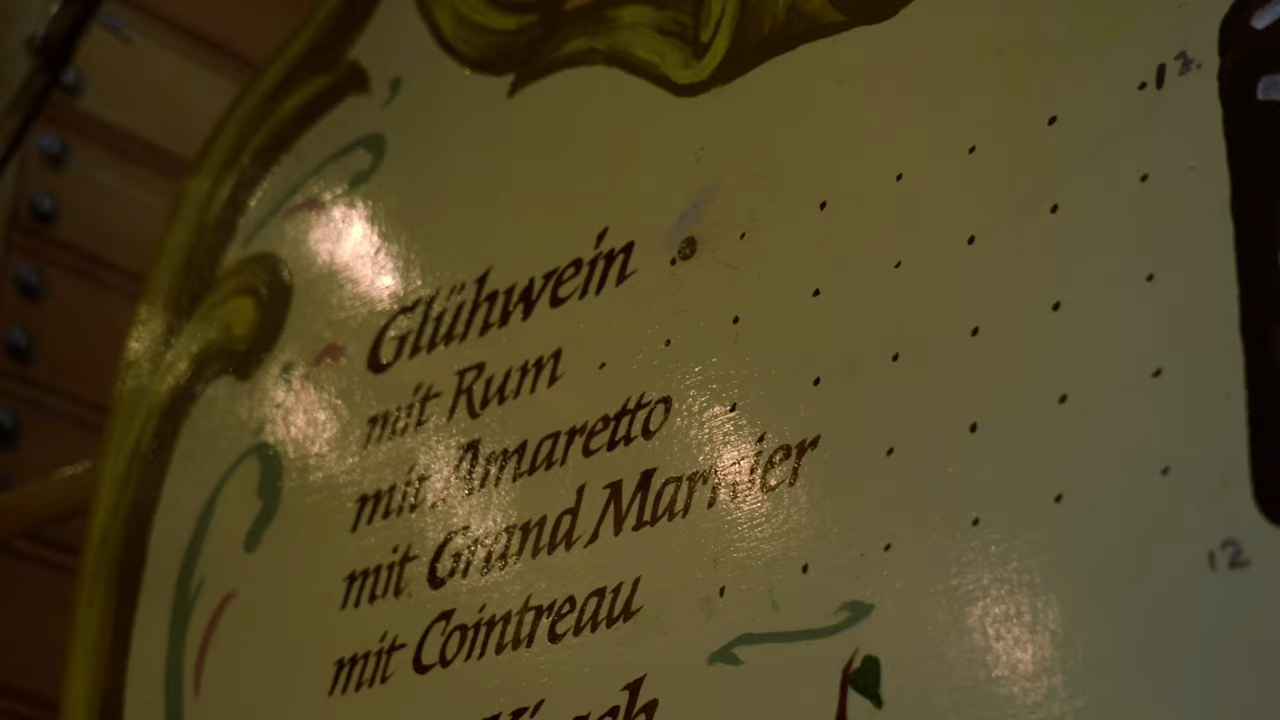 Glühwein
mit Rum
mit Amaretto
mit Grand Marnier
mit Cointreau
12